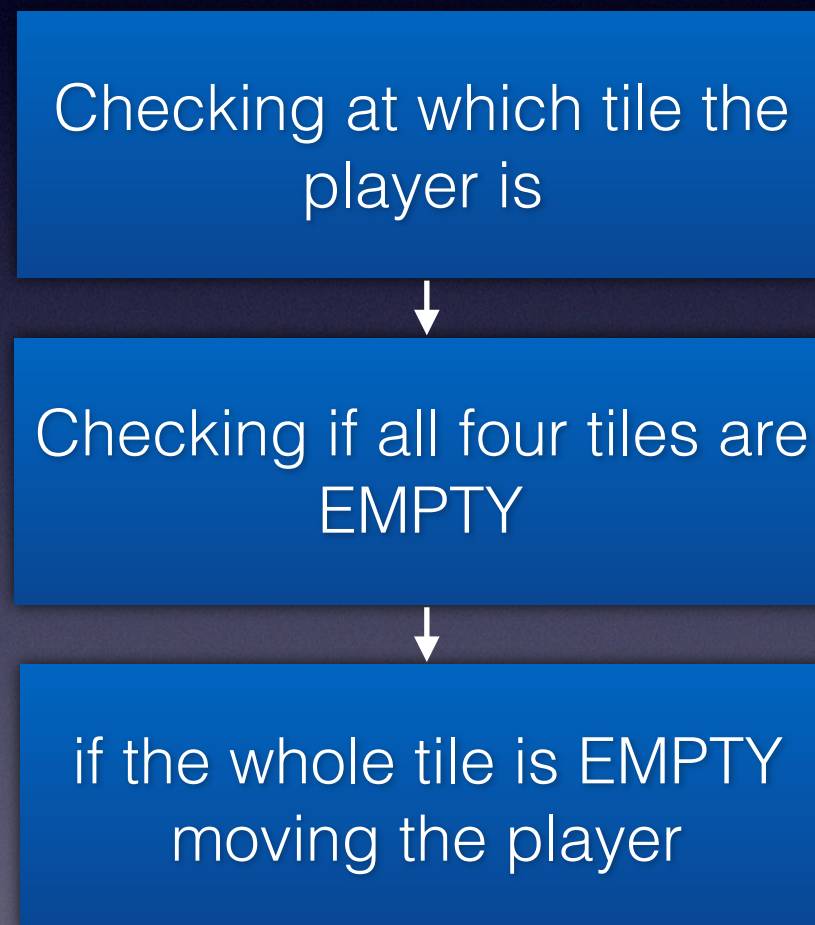 Checking at which tile the
player is
Checking if all four tiles are
EMPTY
if the whole tile is EMPTY
moving the player